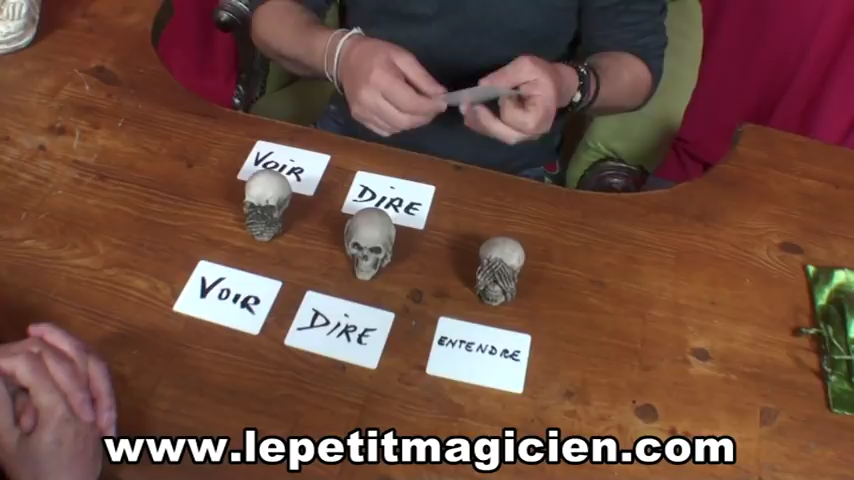 VOIR
DIRE
VOIR
DIRE
ENTENDRE
www.lepetitmagicien.com